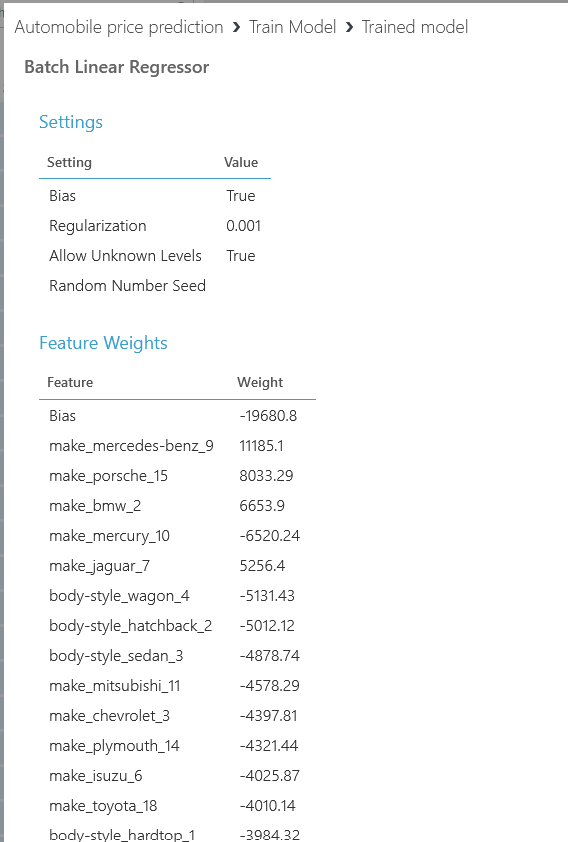 Automobile price prediction › Train Model › Trained model
Batch Linear Regressor
Settings
Setting Value
Bias True
Regularization 0.001
Allow Unknown Levels True
Random Number Seed
Feature Weights
Feature Weight
Bias -19680.8
make_mercedes-benz_9 11185.1
make_porsche_15 8033.29
make_bmw_2 6653.9
make_mercury_10 -6520.24
make_jaguar_7 5256.4
body-style_wagon_4 -5131.43
body-style_hatchback_2 -5012.12
body-style_sedan_3 -4878.74
make_mitsubishi_11 -4578.29
make_chevrolet_3 -4397.81
make_plymouth_14 -4321.44
make_isuzu_6 -4025.87
make_toyota_18 -4010.14
body-style_hardtop_1 -3984.32